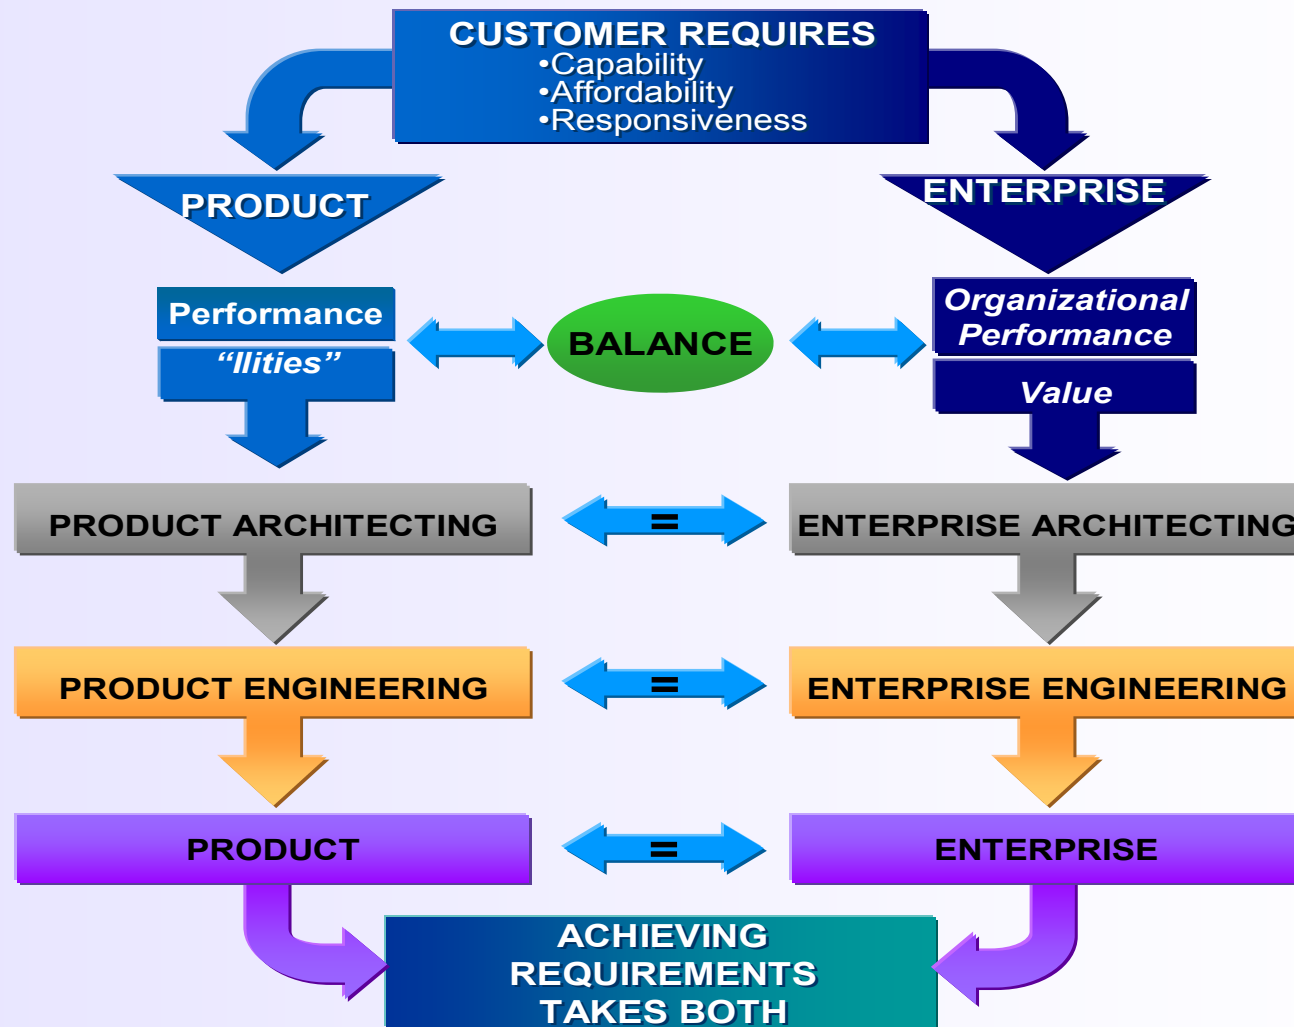 CUSTOMER REQUIRES
•Capability
•Affordability
•Responsiveness
PRODUCT
ENTERPRISE
Performance
“Ilities”
BALANCE
Organizational
Performance
Value
PRODUCT ARCHITECTING
=
ENTERPRISE ARCHITECTING
PRODUCT ENGINEERING
=
ENTERPRISE ENGINEERING
PRODUCT
=
ENTERPRISE
ACHIEVING
REQUIREMENTS
TAKES BOTH